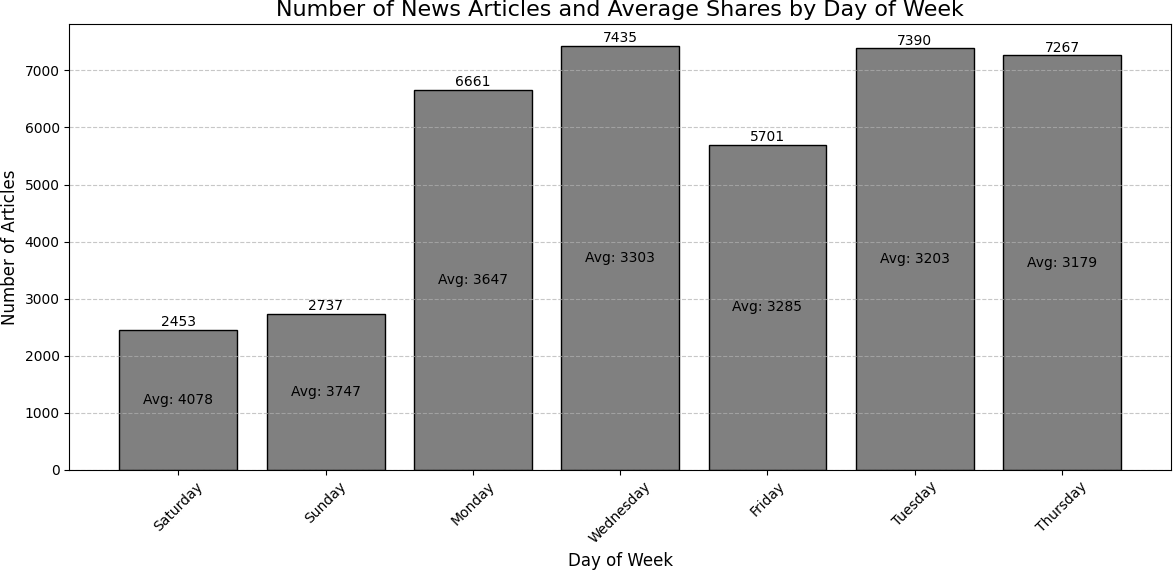 Number of News Articles and Average Shares by Day of Week
Number of Articles
7000
6000
5000
4000
3000
2000
1000
0
2453
2737
6661
7435
5701
7390
7267
Avg: 4078
Avg: 3747
Avg: 3647
Avg: 3303
Avg: 3285
Avg: 3203
Avg: 3179
Saturday
Sunday
Monday
Wednesday
Friday
Tuesday
Thursday
Day of Week